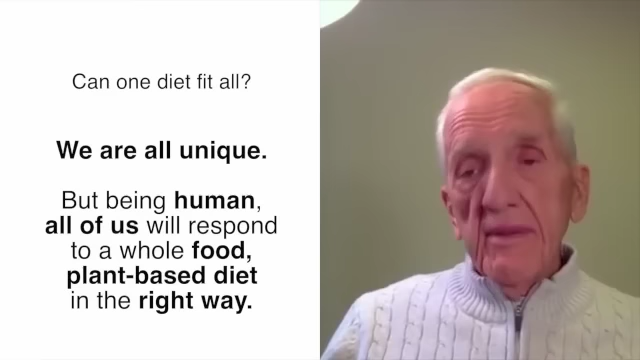 Can one diet fit all?
We are all unique.
But being human,
all of us will respond
to a whole food,
plant-based diet
in the right way.